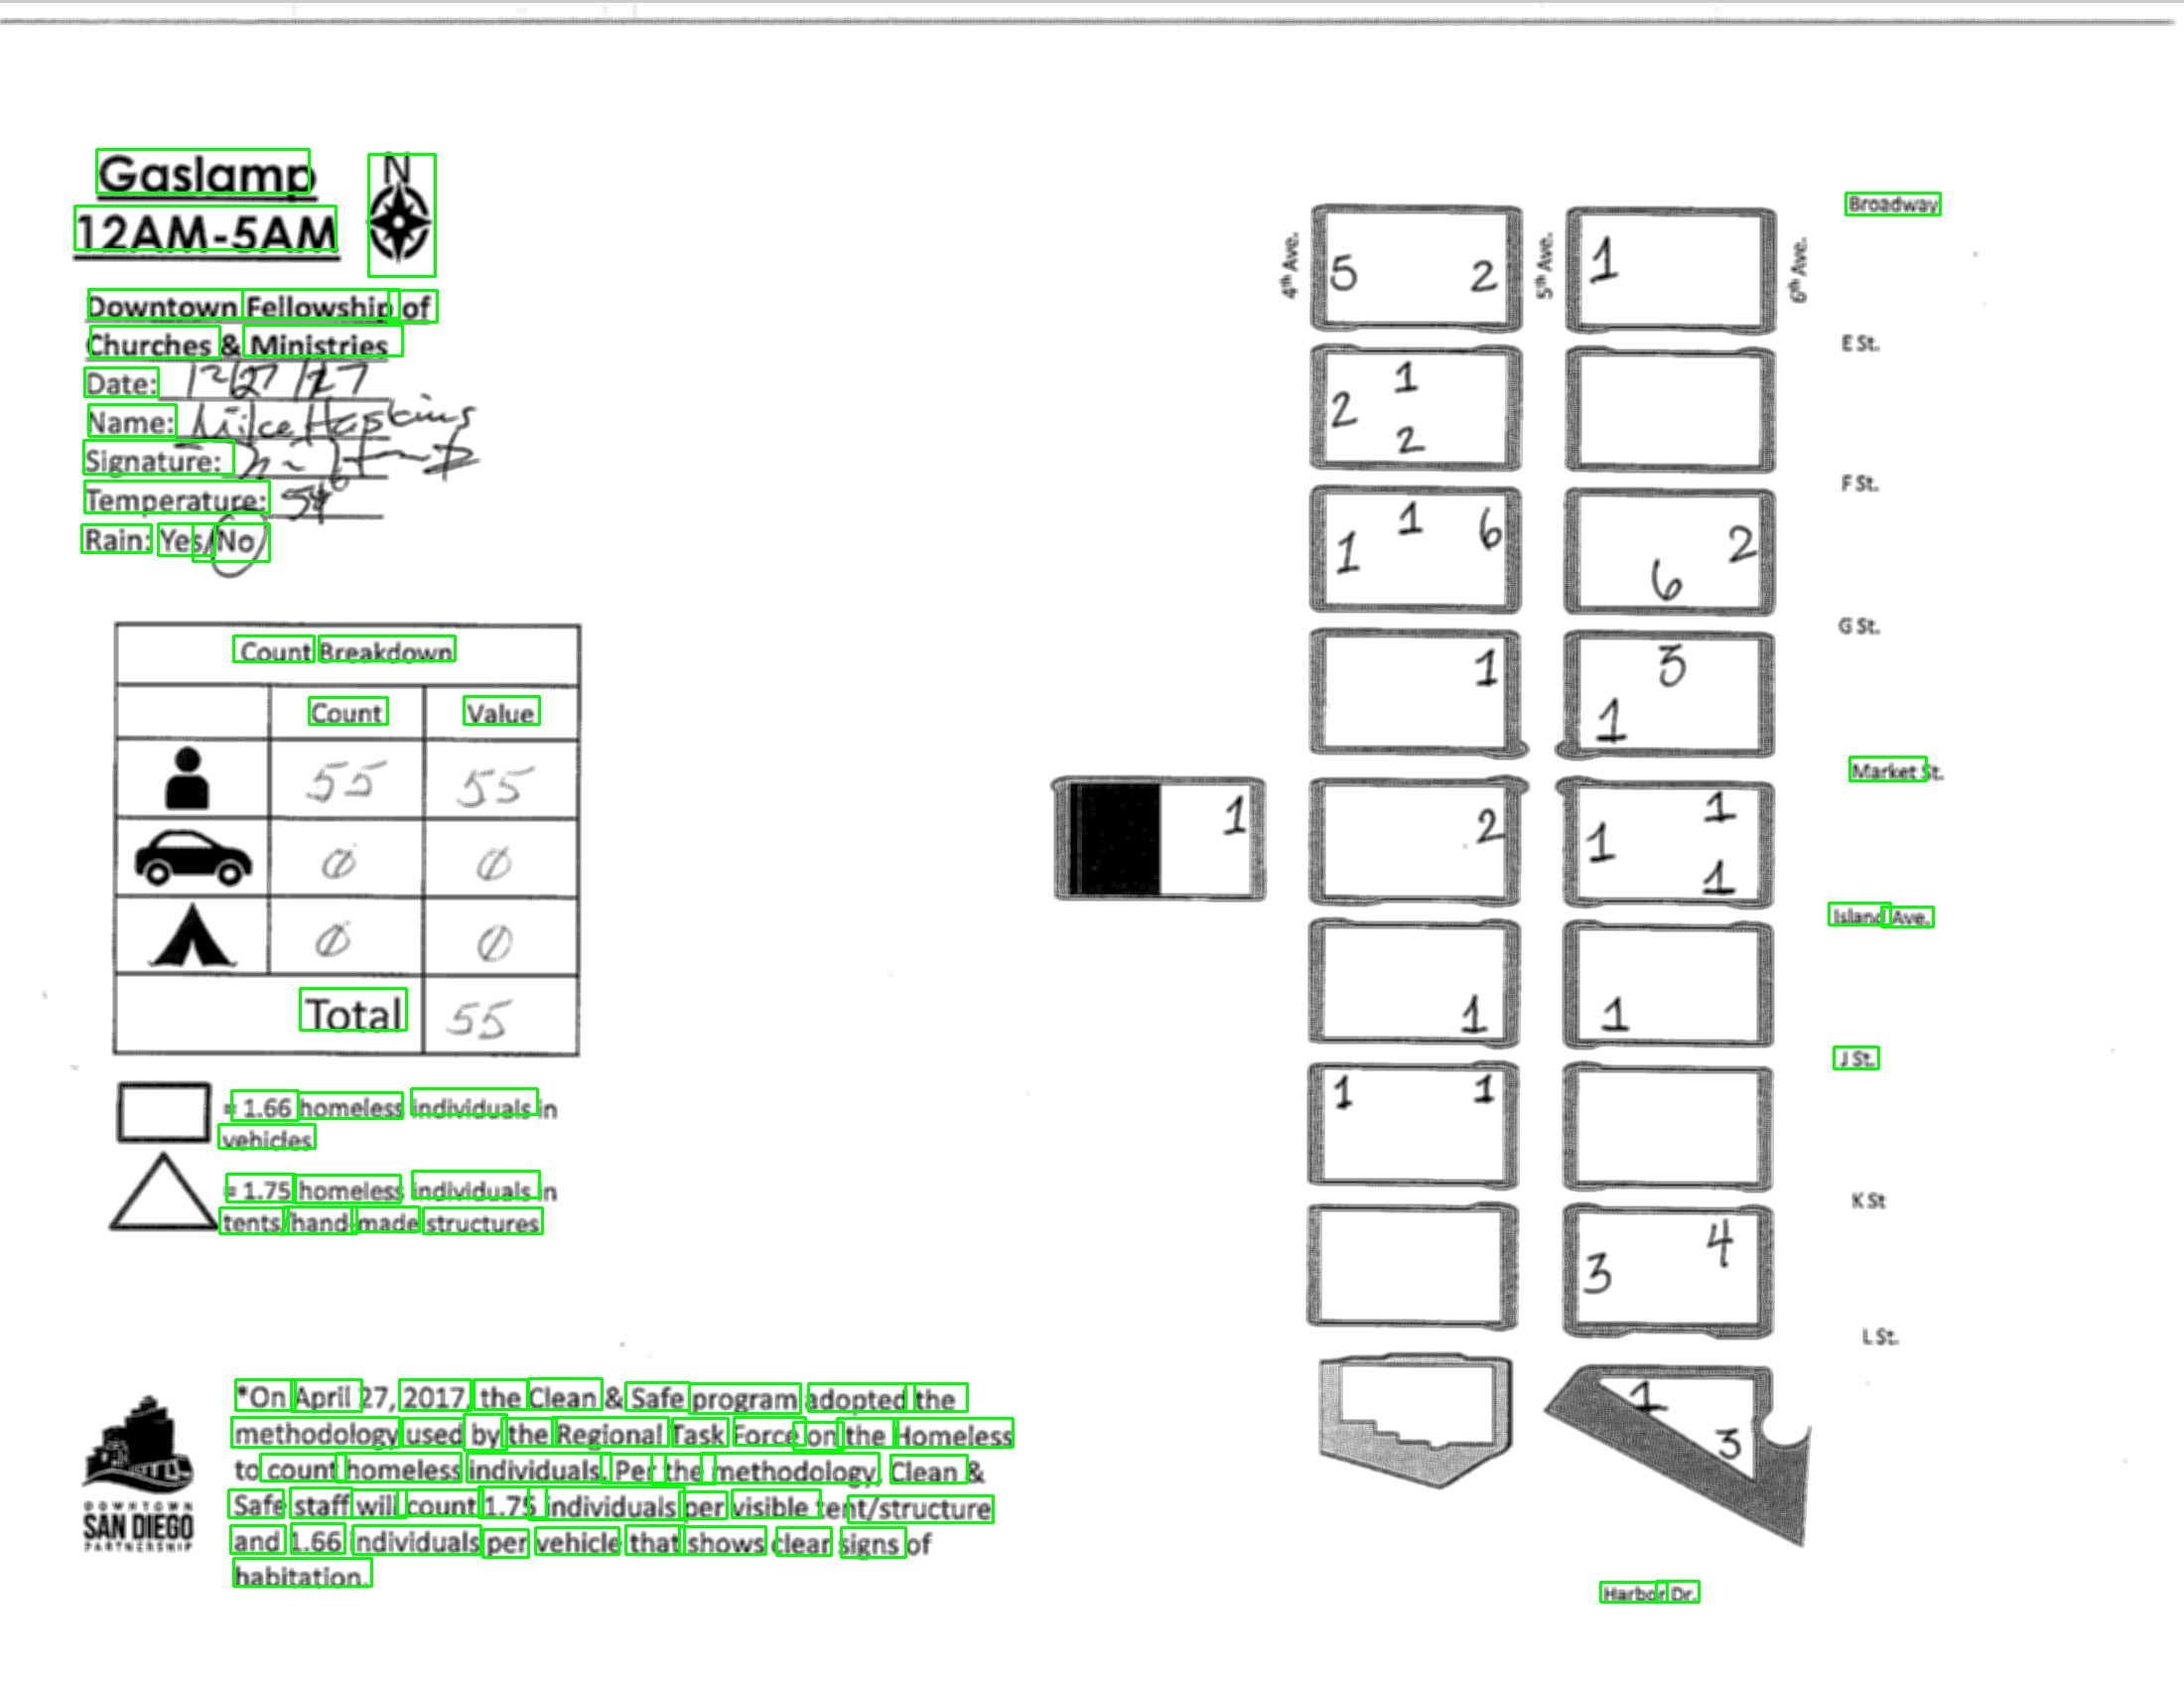 Gaslamp
12AM-5AM
N
Downtown Fellowship of
Churches & Ministries
Date: 12/27/27
Name: Mike Haskins
Signature:
Temperature: 54°
Rain: Yes/No
Count Breakdown
Count Value
55 55
0 0
0 0
Total 55
= 1.66 homeless individuals in
vehicles
= 1.75 homeless individuals in
tents/hand-made structures
*On April 27, 2017, the Clean & Safe program adopted the
methodology used by the Regional Task Force on the Homeless
to count homeless individuals. Per the methodology, Clean &
Safe staff will count 1.75 individuals per visible tent/structure
and 1.66 individuals per vehicle that shows clear signs of
habitation.
DOWNTOWN
SAN DIEGO
PARTNERSHIP
4th Ave. 5th Ave. 6th Ave.
Broadway
5 2 1
E St.
1
2
2
F St.
1 1 6 2
6
G St.
1 3
1
Market St.
1 2 1 1
1
Island Ave.
1 1
J St.
1 1
K St
3 4
L St.
1
3
Harbor Dr.